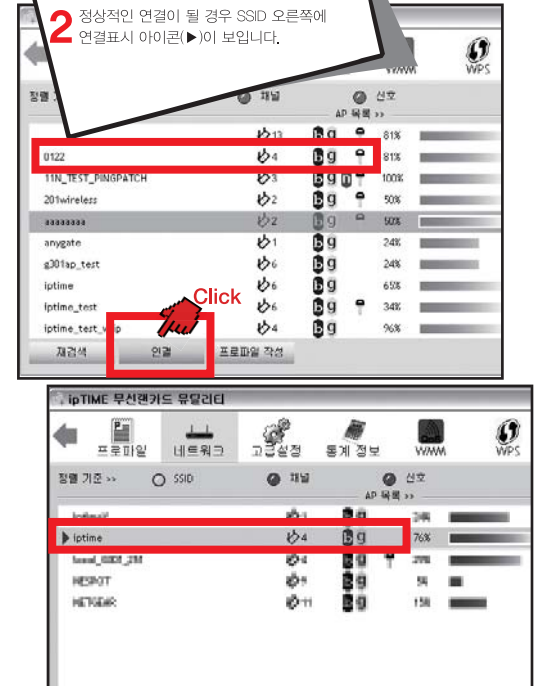 2 정상적인 연결이 될 경우 SSID 오른쪽에
연결표시 아이콘(▶)이 보입니다.
WMM WPS
채널 신호
AP 목록 >>
13 b g 81%
0122 4 b g 81%
11N_TEST_PINGPATCH 3 b g n 100%
201wireless 2 b g 50%
aaaaaaaa 2 b g 50%
anygate 1 b g 24%
g301ap_test 6 b g 24%
iptime 6 b g 65%
iptime_test 6 b g 34%
4 b g 96%
Click
재검색 연결 프로파일 작성
ipTIME 무선랜카드 유틸리티
프로파일 네트워크 고급설정 통계 정보 WMM WPS
정렬 기준 >> SSID 채널 신호
AP 목록 >>
▶ iptime 4 b g 76%
NESPOT 9 b g 5%
NETGEAR 11 b g 15%